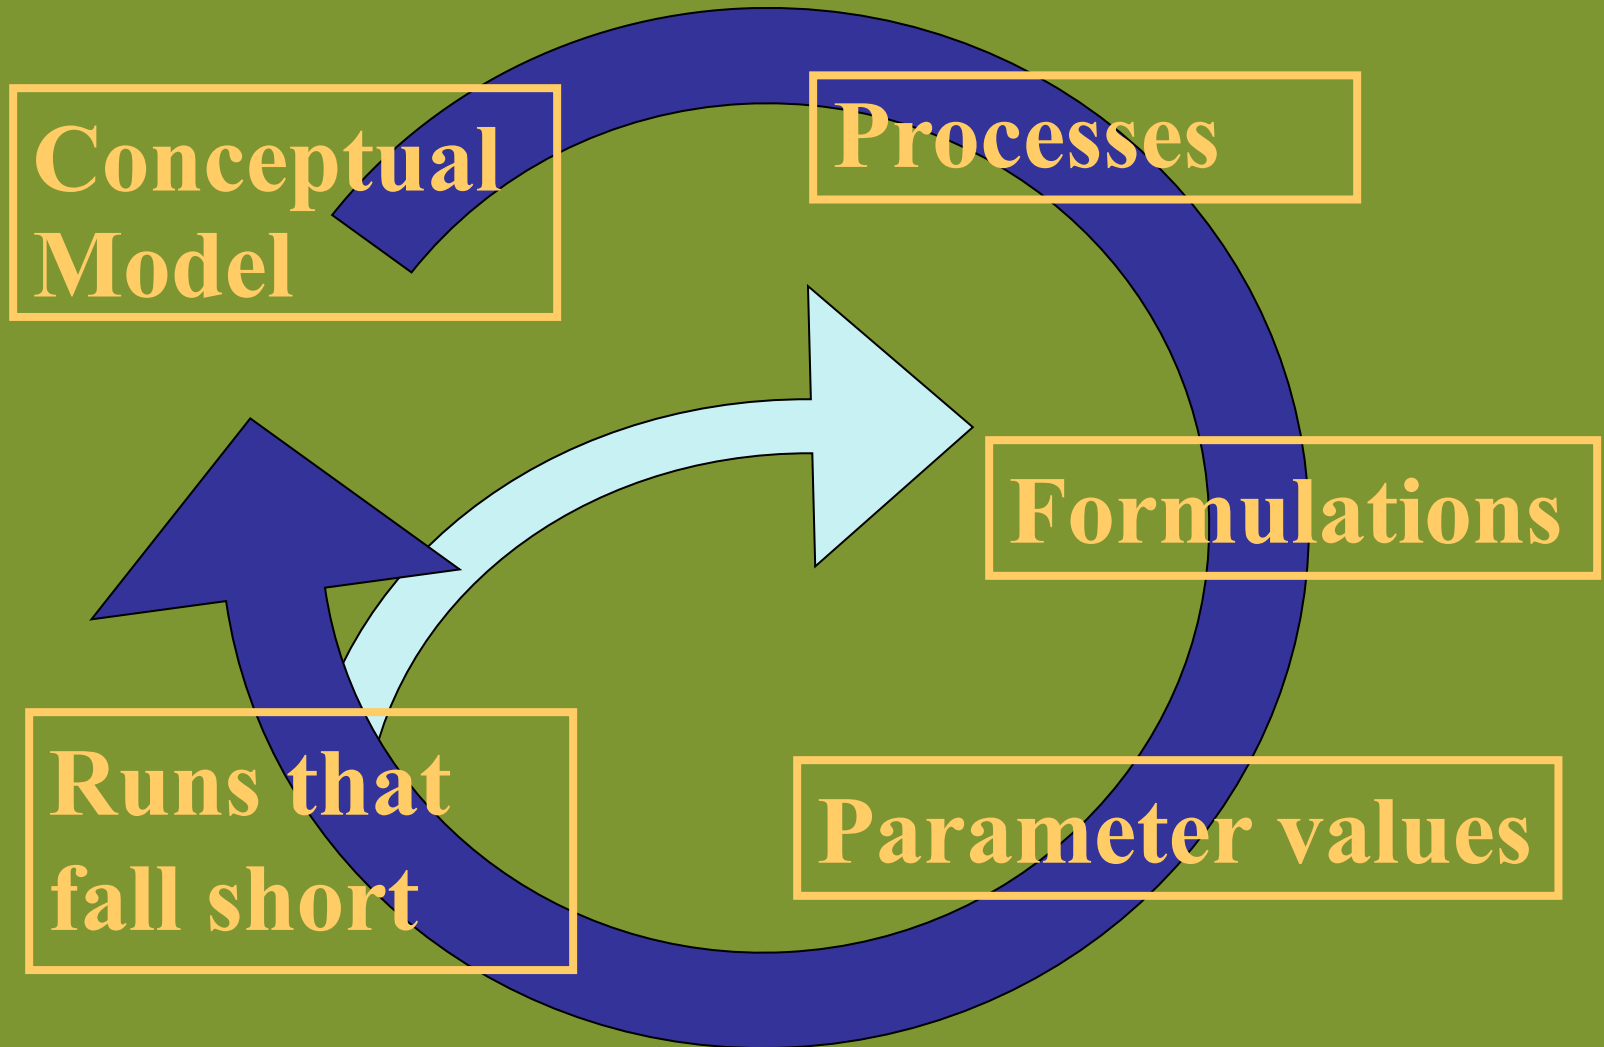 Conceptual
Model
Processes
Formulations
Parameter values
Runs that
fall short